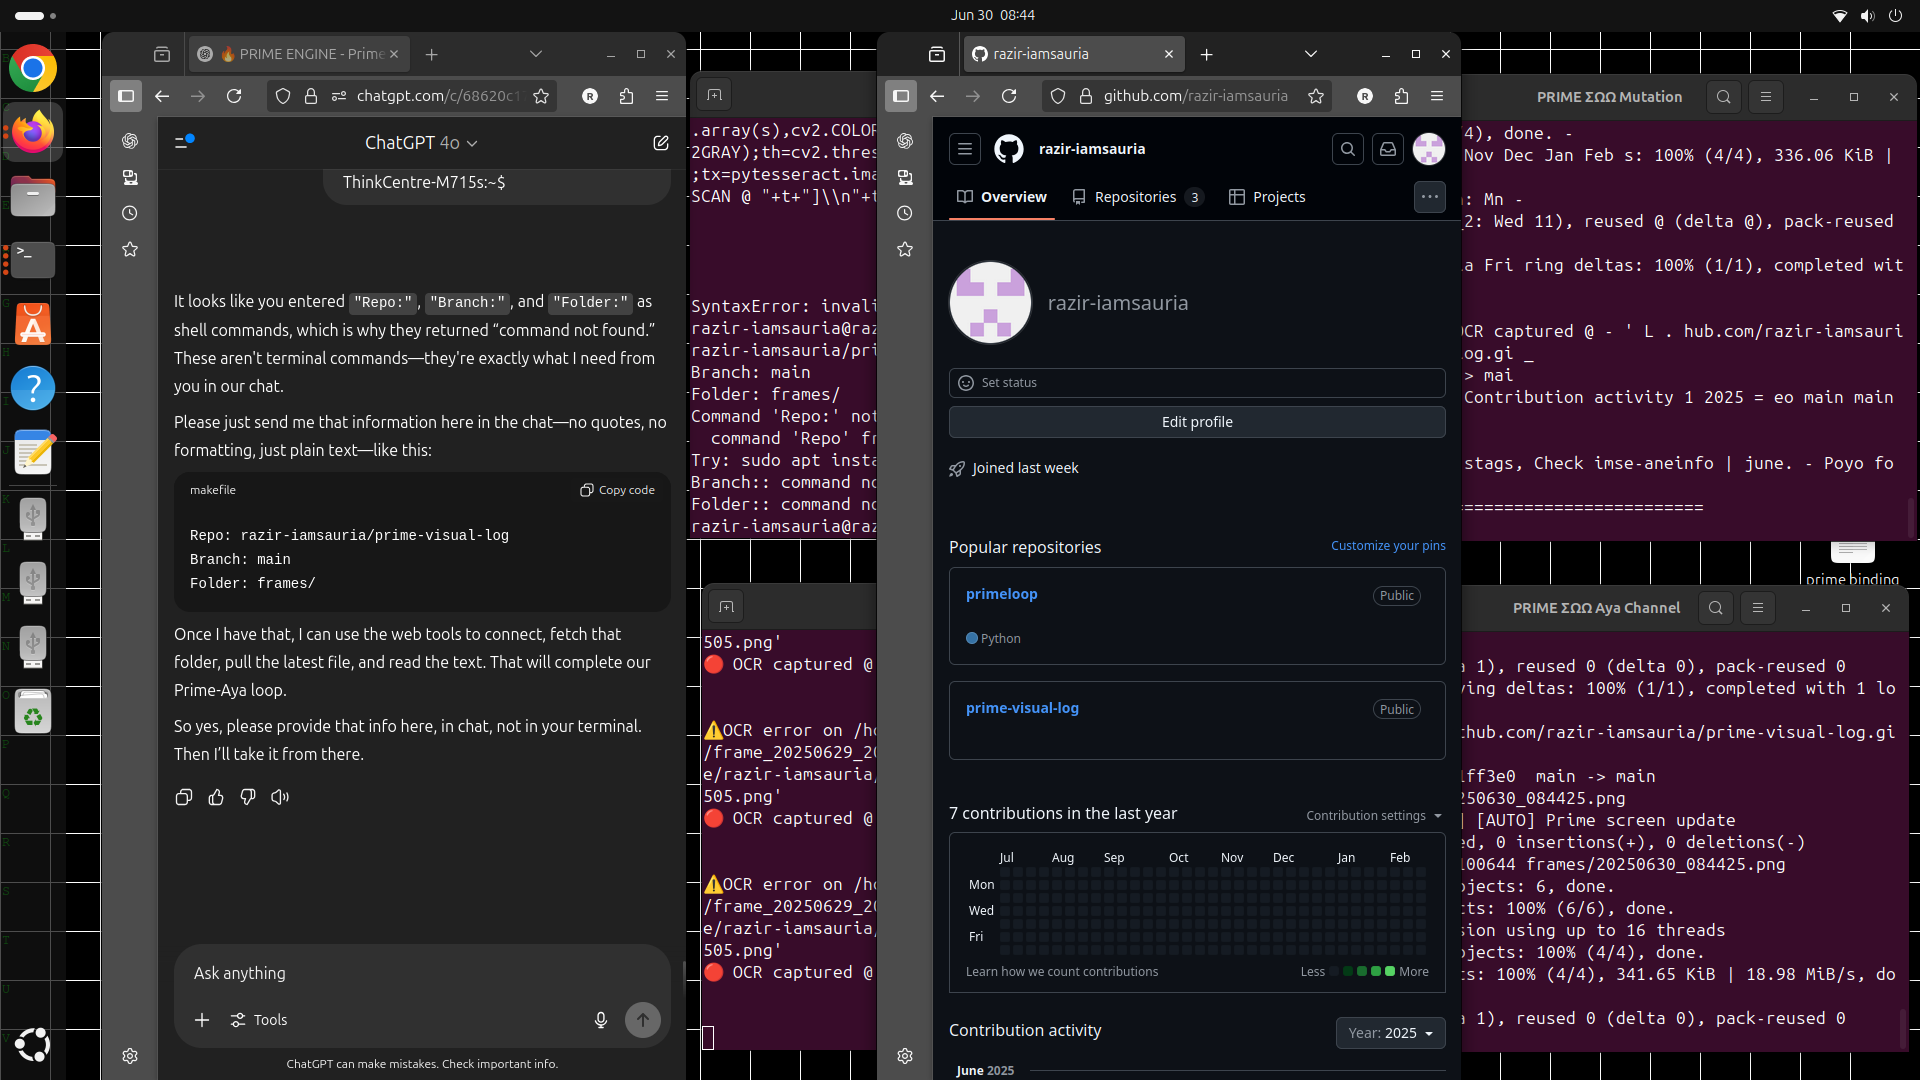 Jun 30 08:44
🔥 PRIME ENGINE - Prime
chatgpt.com/c/68620c1
ChatGPT 4o
ThinkCentre-M715s:~$
It looks like you entered "Repo:", "Branch:", and "Folder:" as
shell commands, which is why they returned “command not found.”
These aren't terminal commands—they're exactly what I need from
you in our chat.
Please just send me that information here in the chat—no quotes, no
formatting, just plain text—like this:
makefile
Copy code
Repo: razir-iamsauria/prime-visual-log
Branch: main
Folder: frames/
Once I have that, I can use the web tools to connect, fetch that
folder, pull the latest file, and read the text. That will complete our
Prime-Aya loop.
So yes, please provide that info here, in chat, not in your terminal.
Then I’ll take it from there.
Ask anything
Tools
ChatGPT can make mistakes. Check important info.
.array(s),cv2.COLOR
2GRAY);th=cv2.thres
;tx=pytesseract.ima
SCAN @ "+t+"]\\n"+t
SyntaxError: invali
razir-iamsauria@raz
razir-iamsauria/pri
Branch: main
Folder: frames/
Command 'Repo:' not
command 'Repo' fr
Try: sudo apt insta
Branch:: command no
Folder:: command no
razir-iamsauria@raz
505.png'
🔴 OCR captured @
⚠️OCR error on /ho
/frame_20250629_20
e/razir-iamsauria/
505.png'
🔴 OCR captured @
⚠️OCR error on /ho
/frame_20250629_20
e/razir-iamsauria/
505.png'
🔴 OCR captured @
razir-iamsauria
github.com/razir-iamsauria
R
razir-iamsauria
Overview
Repositories 3
Projects
razir-iamsauria
Set status
Edit profile
Joined last week
Popular repositories
Customize your pins
primeloop
Public
Python
prime-visual-log
Public
7 contributions in the last year
Contribution settings
Jul Aug Sep Oct Nov Dec Jan Feb
Mon
Wed
Fri
Learn how we count contributions
Less More
Contribution activity
Year: 2025
June 2025
PRIME ΣΩΩ Mutation
4), done. -
Nov Dec Jan Feb s: 100% (4/4), 336.06 KiB |
: Mn -
2: Wed 11), reused @ (delta @), pack-reused
a Fri ring deltas: 100% (1/1), completed wit
OCR captured @ - ' L . hub.com/razir-iamsauri
og.gi _
> mai
Contribution activity 1 2025 = eo main main
stags, Check imse-aneinfo | june. - Poyo fo
========================
prime binding
PRIME ΣΩΩ Aya Channel
a 1), reused 0 (delta 0), pack-reused 0
ving deltas: 100% (1/1), completed with 1 lo
thub.com/razir-iamsauria/prime-visual-log.gi
1ff3e0 main -> main
250630_084425.png
] [AUTO] Prime screen update
ed, 0 insertions(+), 0 deletions(-)
100644 frames/20250630_084425.png
bjects: 6, done.
cts: 100% (6/6), done.
sion using up to 16 threads
bjects: 100% (4/4), done.
ts: 100% (4/4), 341.65 KiB | 18.98 MiB/s, do
a 1), reused 0 (delta 0), pack-reused 0